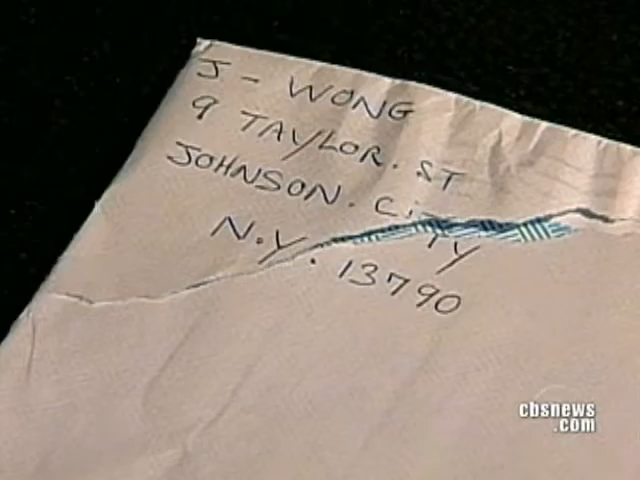 J - WONG
9 TAYLOR. ST
JOHNSON. CiTY
N.Y. 13790
cbsnews
.com